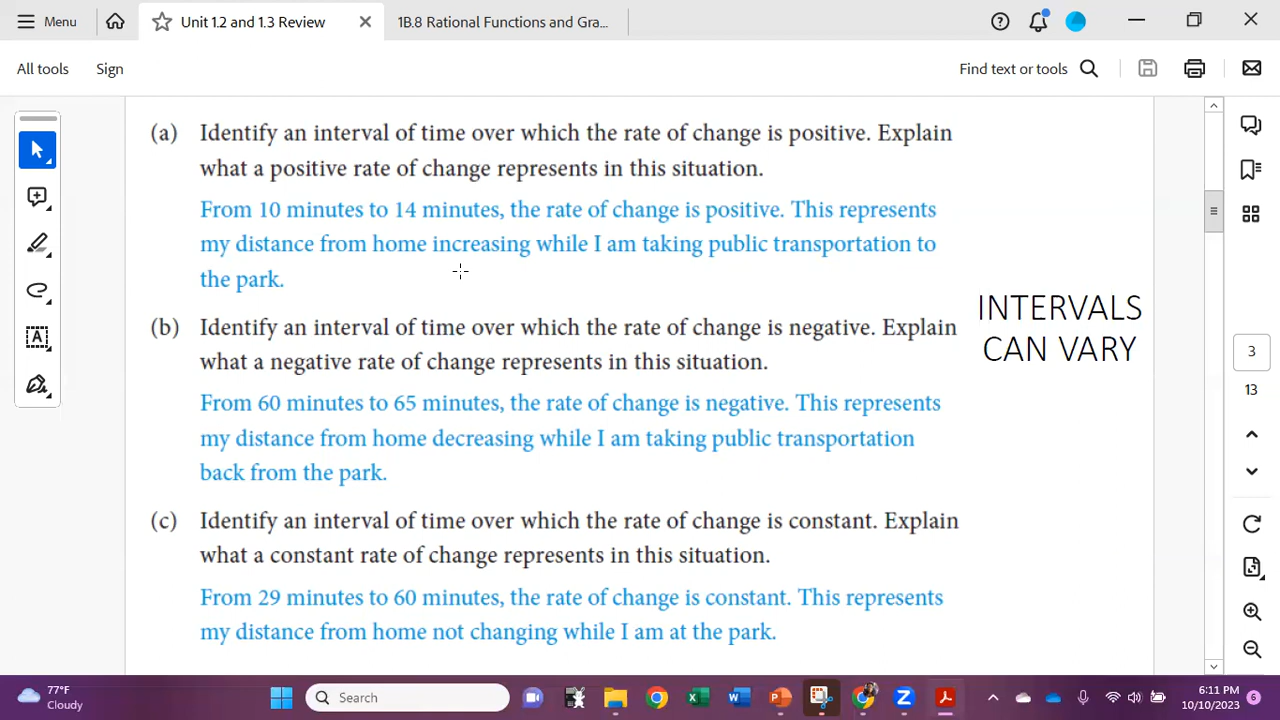 Menu
Unit 1.2 and 1.3 Review
1B.8 Rational Functions and Gra...
All tools
Sign
Find text or tools
(a) Identify an interval of time over which the rate of change is positive. Explain
what a positive rate of change represents in this situation.
From 10 minutes to 14 minutes, the rate of change is positive. This represents
my distance from home increasing while I am taking public transportation to
the park.
(b) Identify an interval of time over which the rate of change is negative. Explain
what a negative rate of change represents in this situation.
From 60 minutes to 65 minutes, the rate of change is negative. This represents
my distance from home decreasing while I am taking public transportation
back from the park.
(c) Identify an interval of time over which the rate of change is constant. Explain
what a constant rate of change represents in this situation.
From 29 minutes to 60 minutes, the rate of change is constant. This represents
my distance from home not changing while I am at the park.
INTERVALS
CAN VARY
3
13
77°F
Cloudy
Search
6:11 PM
10/10/2023
6